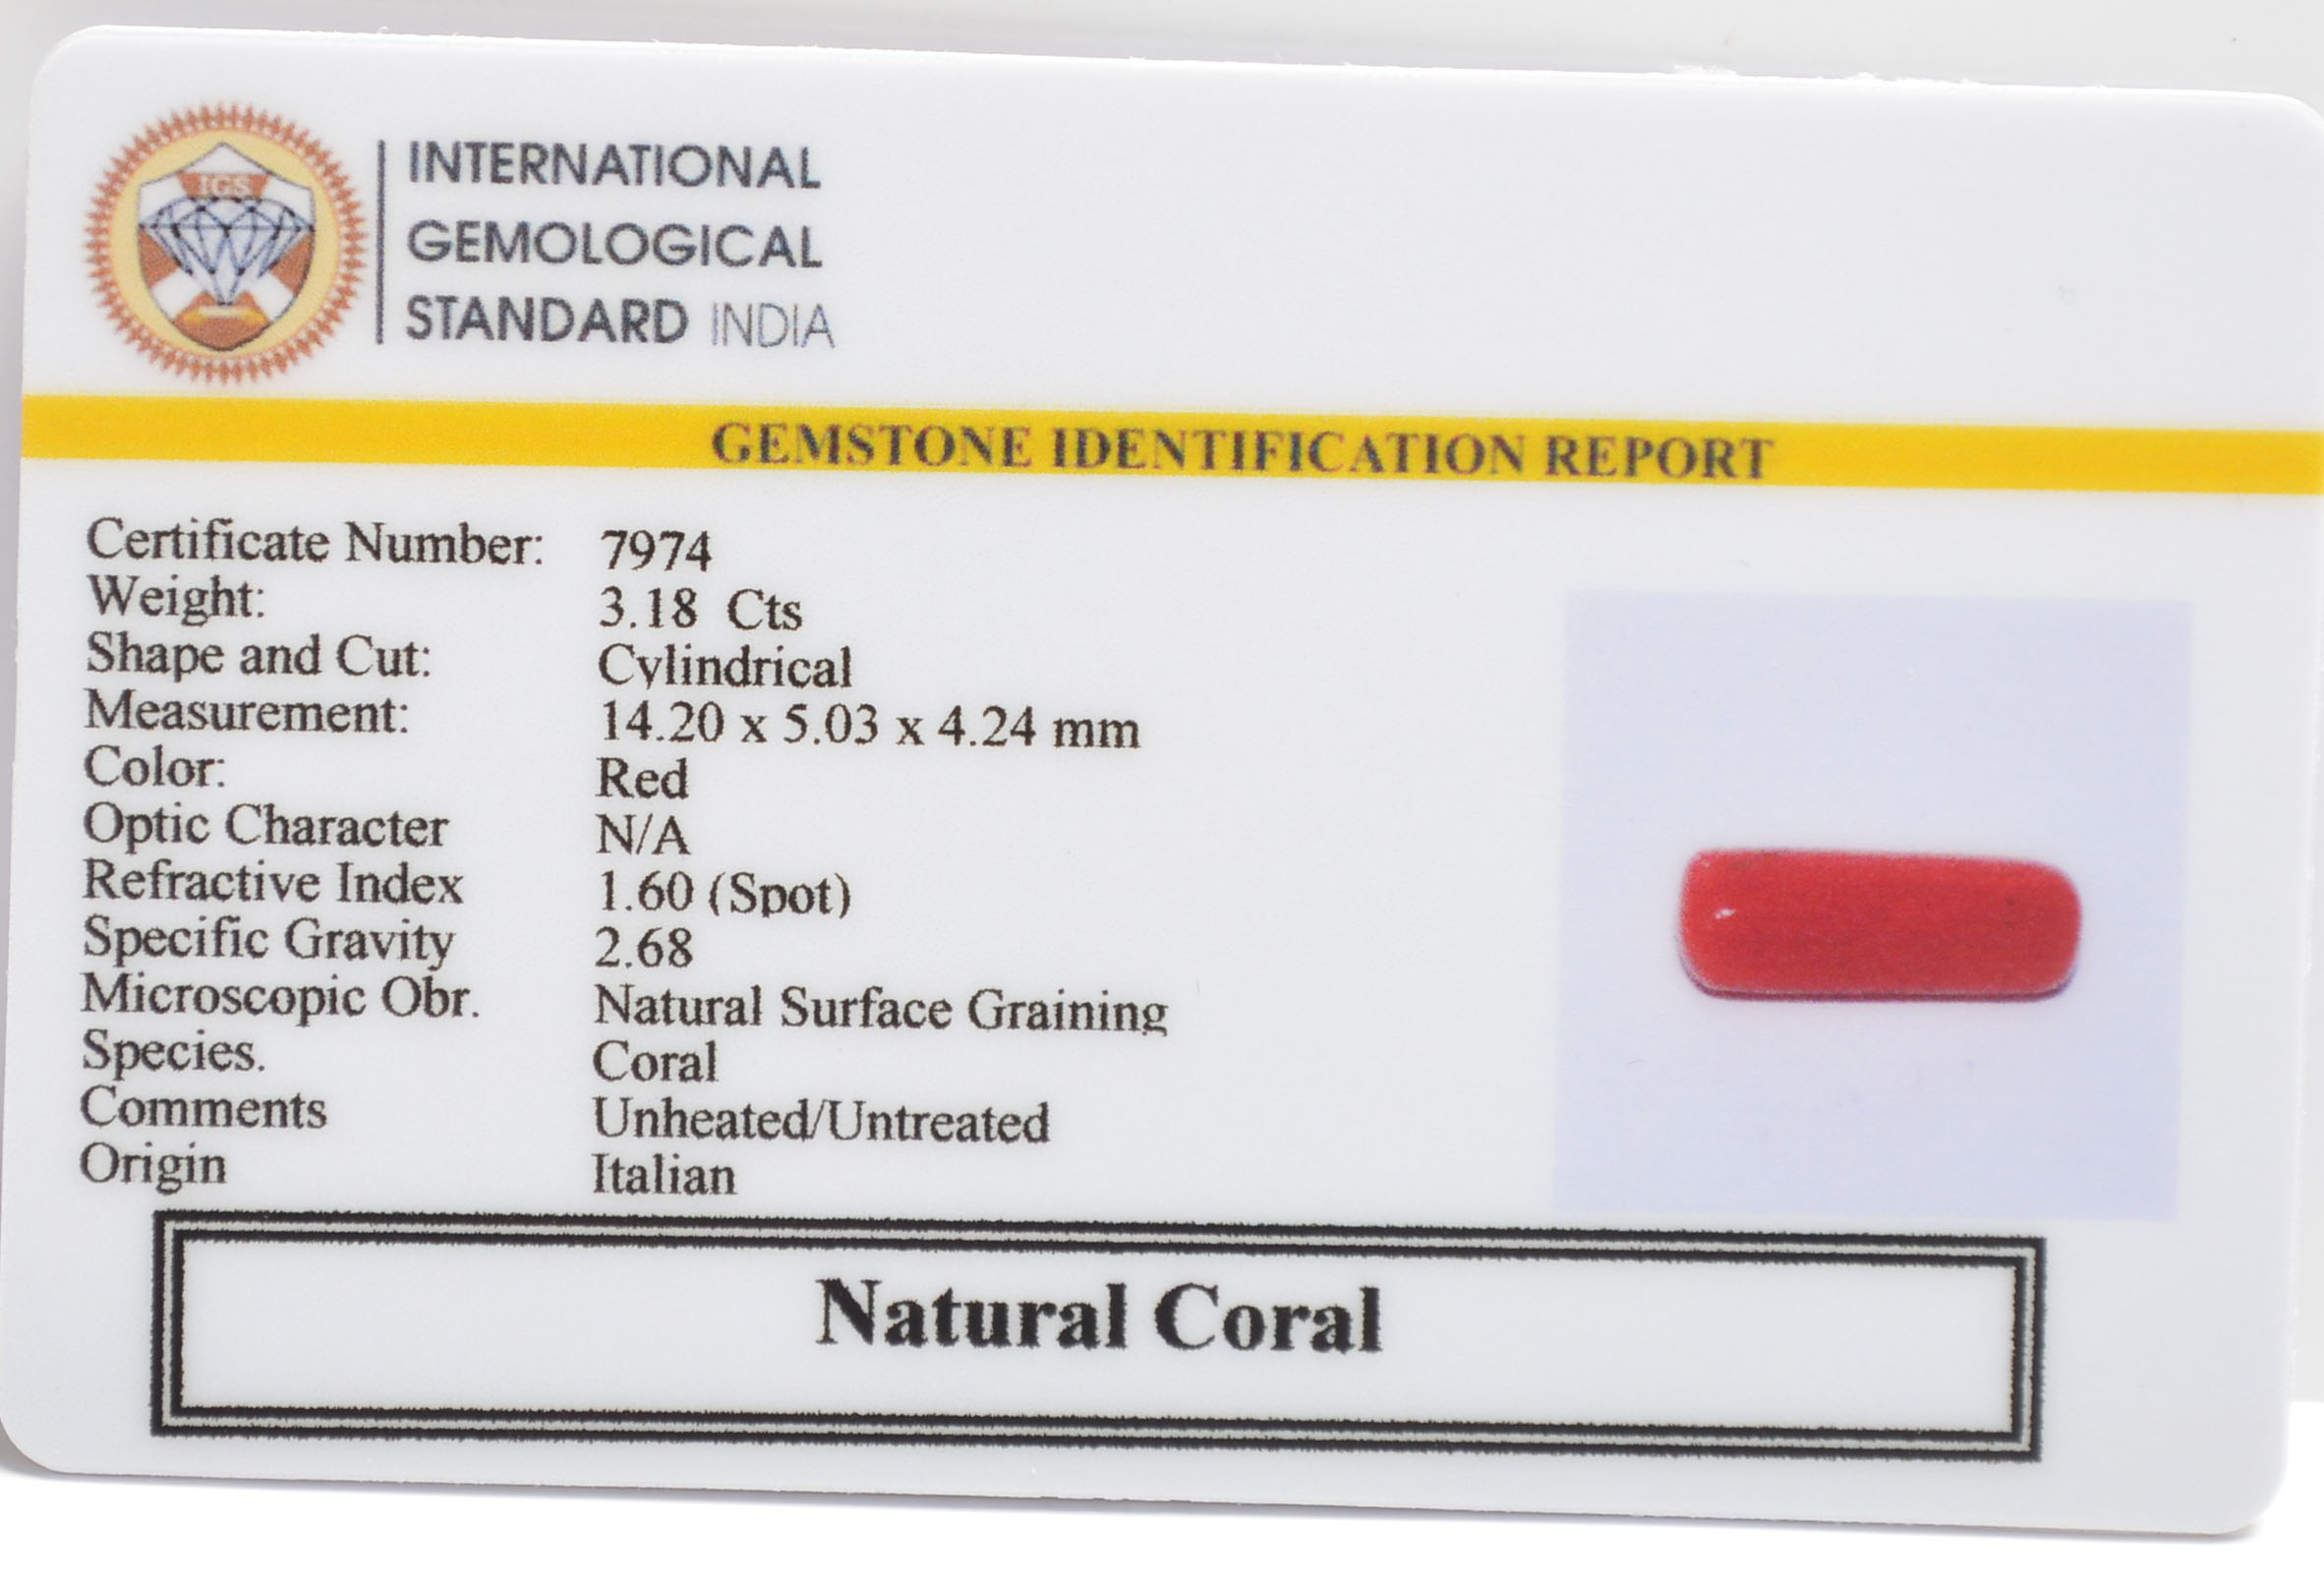 IGS
INTERNATIONAL
GEMOLOGICAL
STANDARD INDIA
GEMSTONE IDENTIFICATION REPORT
Certificate Number: 7974
Weight: 3.18 Cts
Shape and Cut: Cylindrical
Measurement: 14.20 x 5.03 x 4.24 mm
Color: Red
Optic Character N/A
Refractive Index 1.60 (Spot)
Specific Gravity 2.68
Microscopic Obr. Natural Surface Graining
Species. Coral
Comments Unheated/Untreated
Origin Italian
Natural Coral